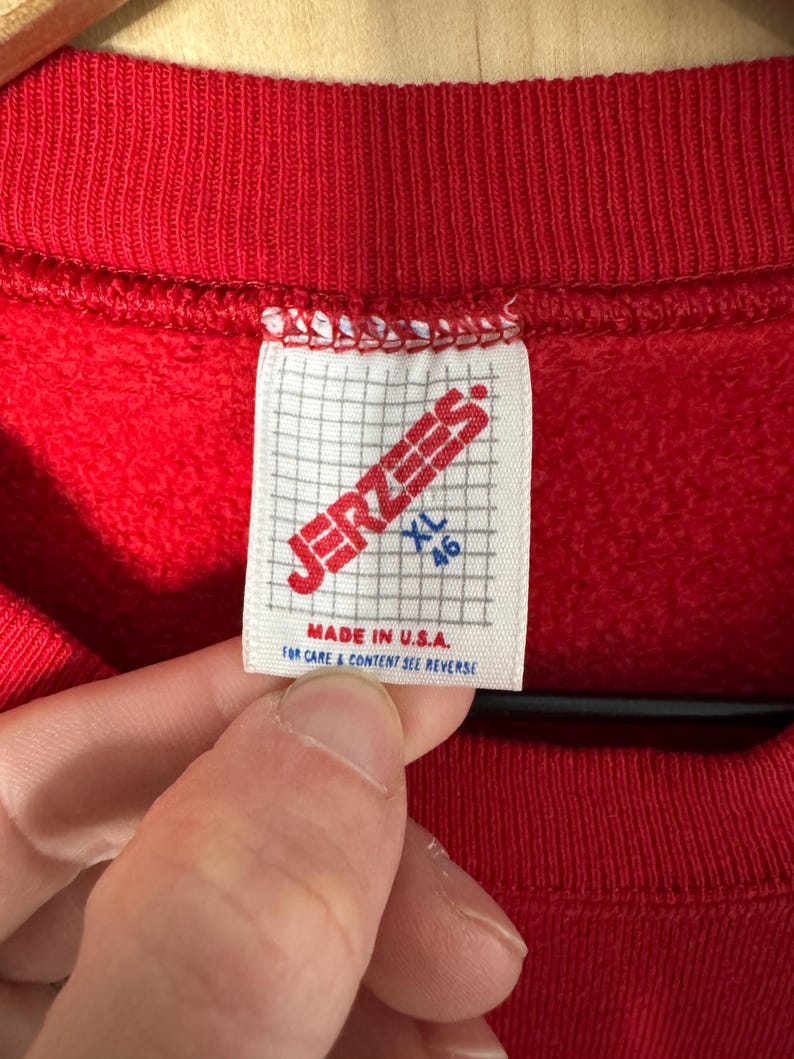 JERZEES
XL
46
MADE IN U.S.A.
FOR CARE & CONTENT SEE REVERSE